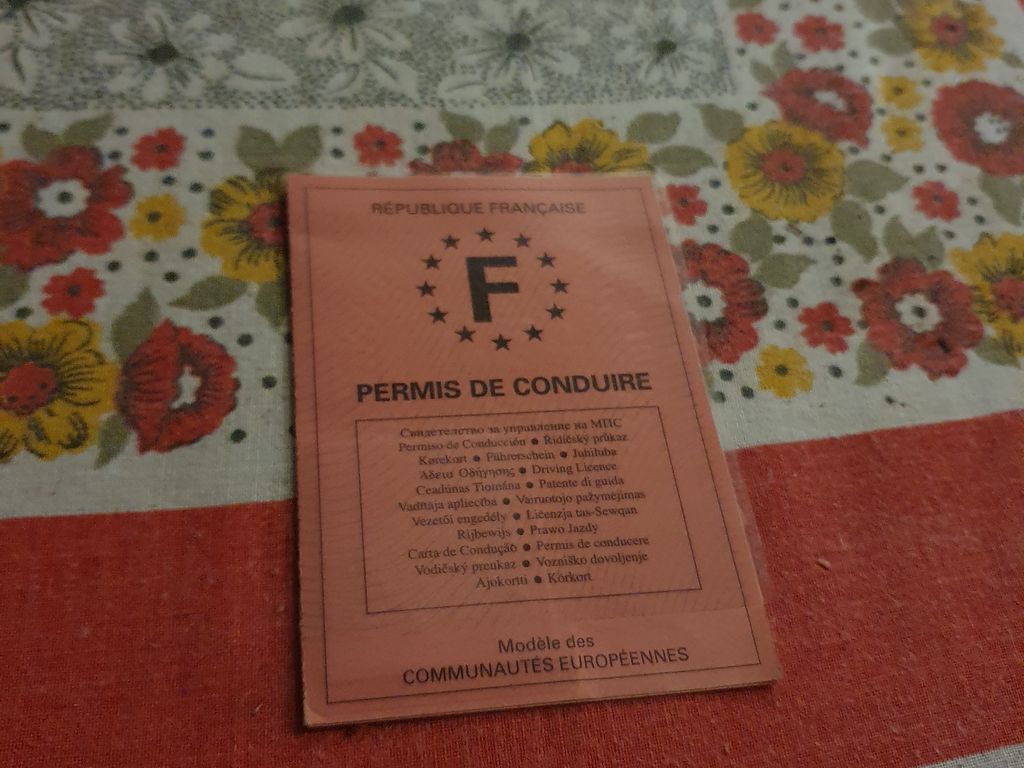 RÉPUBLIQUE FRANÇAISE
F
PERMIS DE CONDUIRE
Свидетелство за управление на МПС
Permiso de Conducción ● Řidičský průkaz
Kørekort ● Führerschein ● Juhiluba
Άδεια Οδήγησης ● Driving Licence
Ceadúnas Tiomána ● Patente di guida
Vadītāja apliecība ● Vairuotojo pažymėjimas
Vezetői engedély ● Liċenzja tas-Sewqan
Rijbewijs ● Prawo Jazdy
Carta de Condução ● Permis de conducere
Vodičský preukaz ● Vozniško dovoljenje
Ajokortti ● Körkort
Modèle des
COMMUNAUTÉS EUROPÉENNES